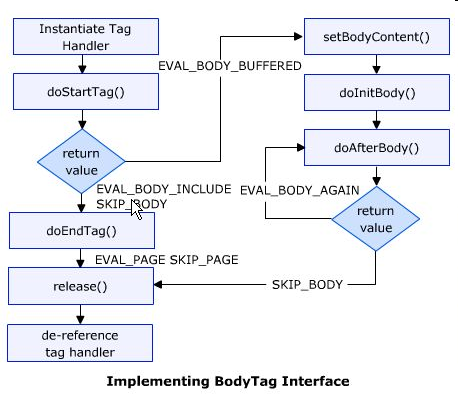 Instantiate Tag
Handler
setBodyContent()
EVAL_BODY_BUFFERED
doStartTag()
doInitBody()
return
value
doAfterBody()
EVAL_BODY_INCLUDE
SKIP_BODY
EVAL_BODY_AGAIN
return
value
doEndTag()
EVAL_PAGE SKIP_PAGE
release()
SKIP_BODY
de-reference
tag handler
Implementing BodyTag Interface